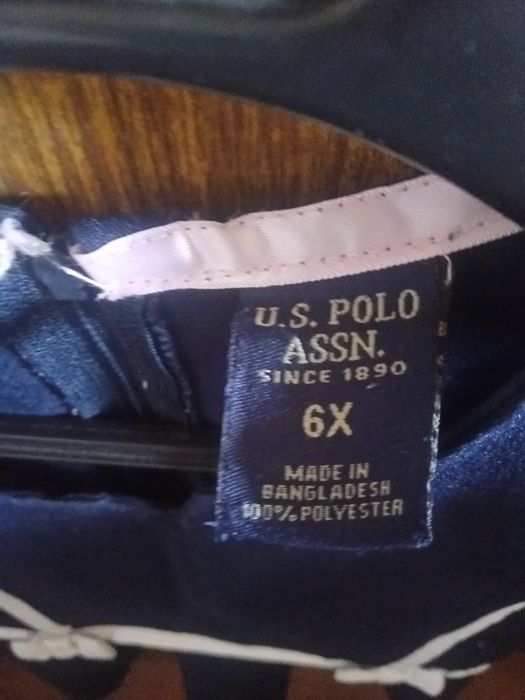 U.S. POLO
ASSN.
SINCE 1890
6X
MADE IN
BANGLADESH
100% POLYESTER